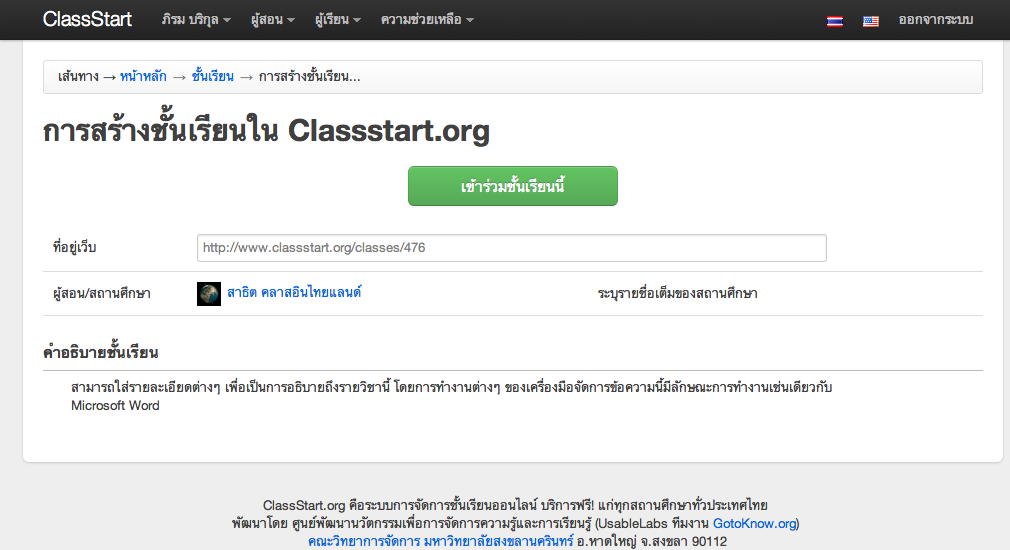 ClassStart ภิรม บริกุล ผู้สอน ผู้เรียน ความช่วยเหลือ ออกจากระบบ
เส้นทาง → หน้าหลัก → ชั้นเรียน → การสร้างชั้นเรียน...
การสร้างชั้นเรียนใน Classstart.org
เข้าร่วมชั้นเรียนนี้
ที่อยู่เว็บ http://www.classstart.org/classes/476
ผู้สอน/สถานศึกษา สาธิต คลาสอินไทยแลนด์ ระบุรายชื่อเต็มของสถานศึกษา
คำอธิบายชั้นเรียน
สามารถใส่รายละเอียดต่างๆ เพื่อเป็นการอธิบายถึงรายวิชานี้ โดยการทำงานต่างๆ ของเครื่องมือจัดการข้อความนี้มีลักษณะการทำงานเช่นเดียวกับ
Microsoft Word
ClassStart.org คือระบบการจัดการชั้นเรียนออนไลน์ บริการฟรี! แก่ทุกสถานศึกษาทั่วประเทศไทย
พัฒนาโดย ศูนย์พัฒนานวัตกรรมเพื่อการจัดการความรู้และการเรียนรู้ (UsableLabs ทีมงาน GotoKnow.org)
คณะวิทยาการจัดการ มหาวิทยาลัยสงขลานครินทร์ อ.หาดใหญ่ จ.สงขลา 90112